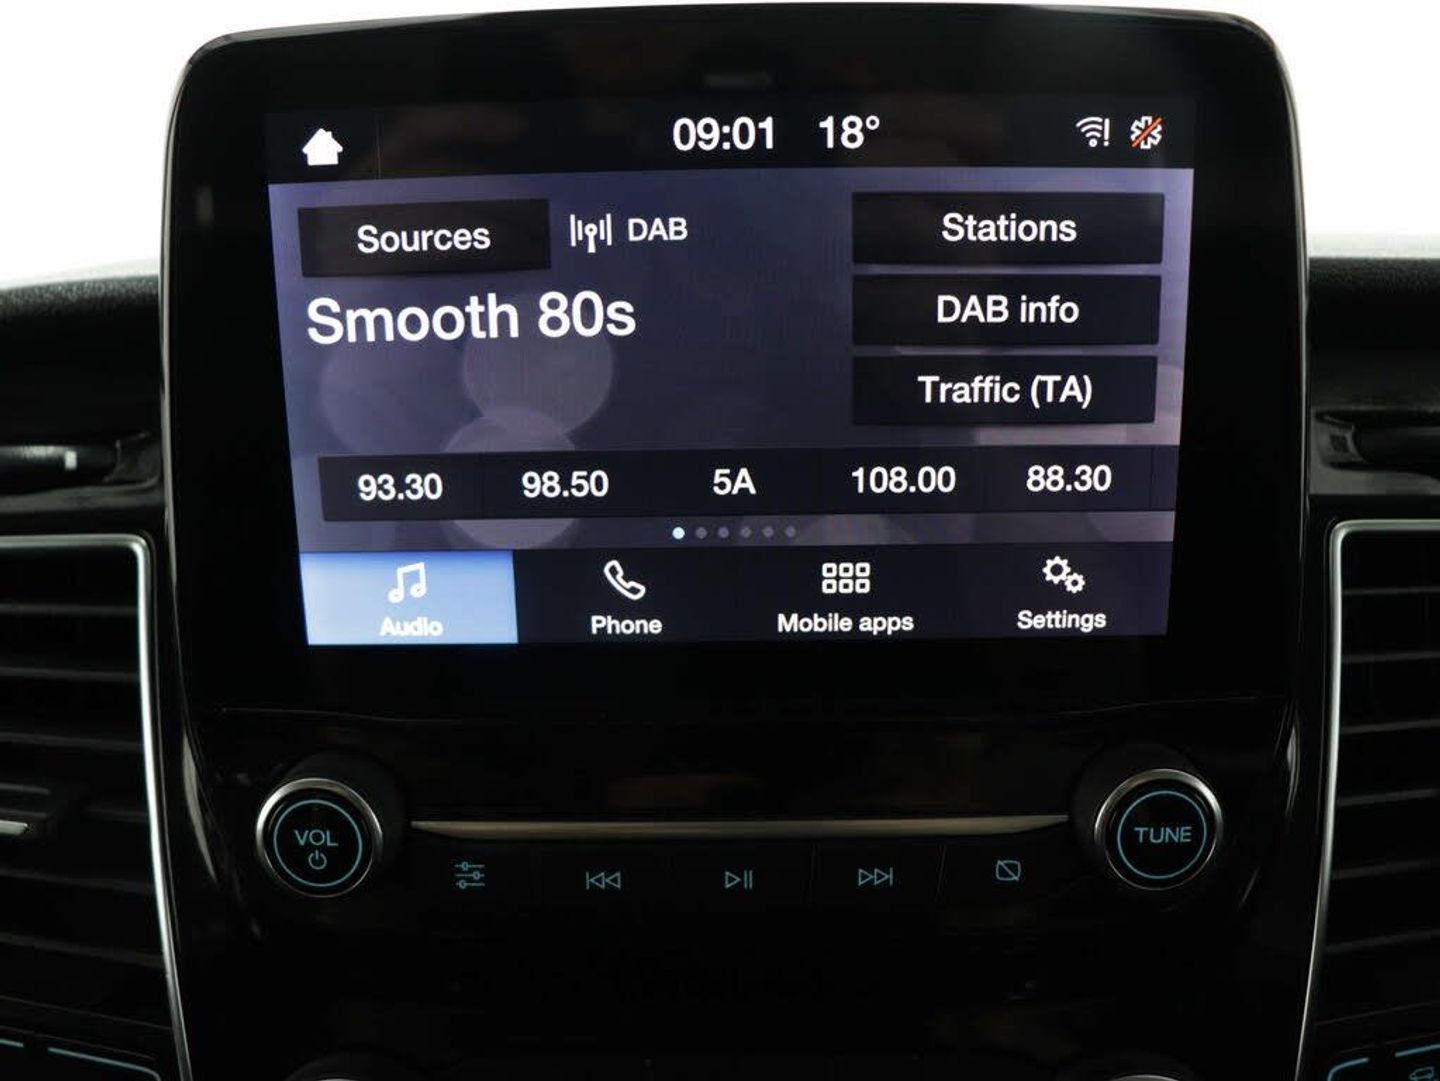 09:01 18°
Sources DAB Stations
Smooth 80s
DAB info
Traffic (TA)
93.30 98.50 5A 108.00 88.30
Audio Phone Mobile apps Settings
VOL TUNE